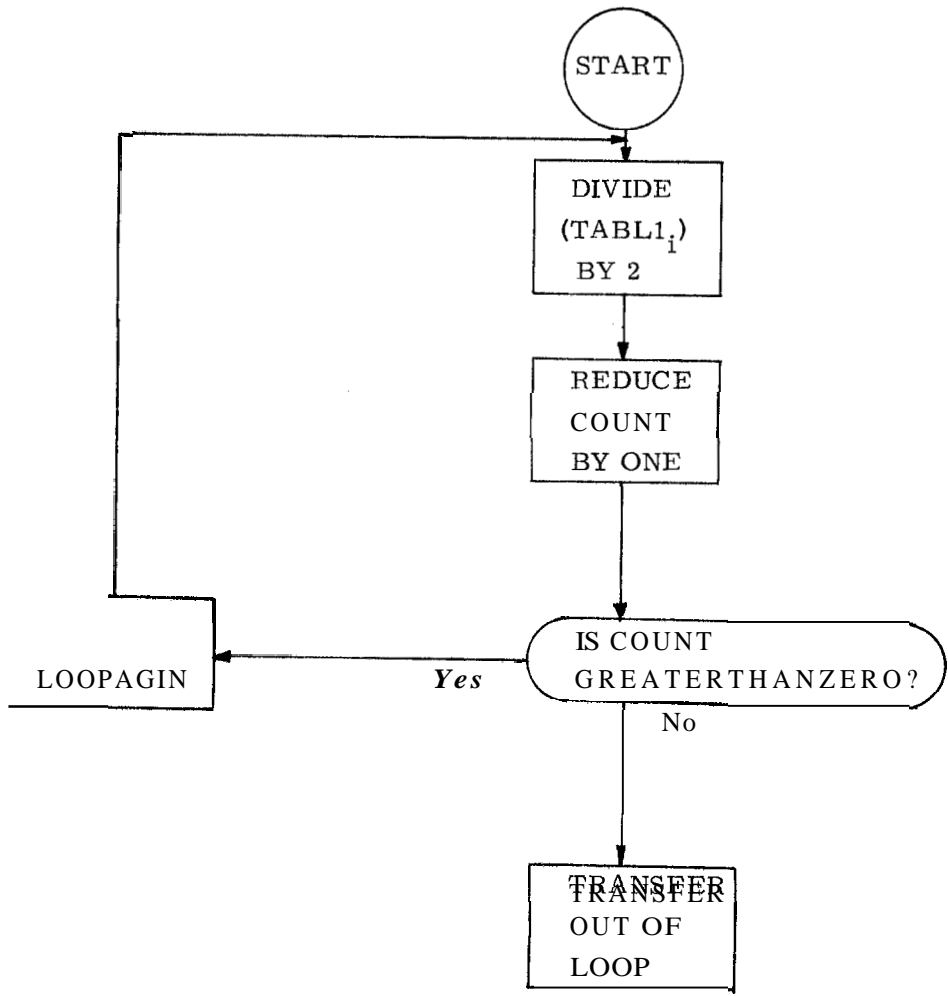 START
DIVIDE
(TABL1i)
BY 2
REDUCE
COUNT
BY ONE
IS COUNT
GREATERTHANZERO?
Yes
LOOPAGIN
No
TRANSFER
OUT OF
LOOP